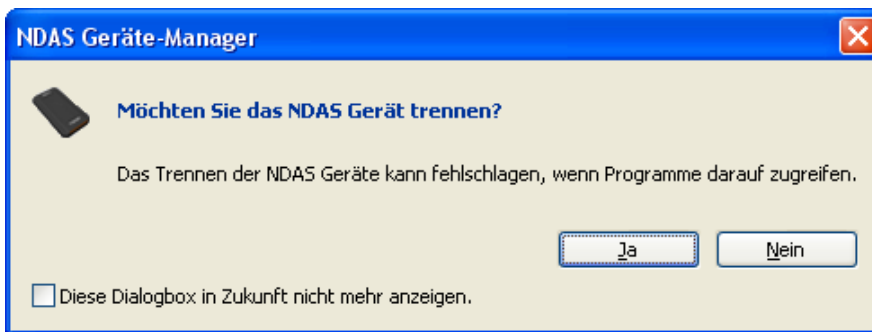 NDAS Geräte-Manager
Möchten Sie das NDAS Gerät trennen?
Das Trennen der NDAS Geräte kann fehlschlagen, wenn Programme darauf zugreifen.
Ja
Nein
Diese Dialogbox in Zukunft nicht mehr anzeigen.